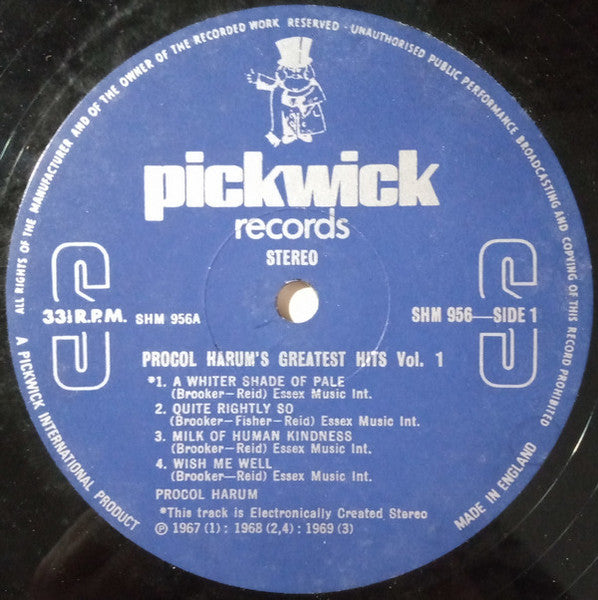 ALL RIGHTS OF THE MANUFACTURER AND OF THE OWNER OF THE RECORDED WORK RESERVED - UNAUTHORISED PUBLIC PERFORMANCE BROADCASTING AND COPYING OF THIS RECORD PROHIBITED
pickwick
records
STEREO
33⅓ R.P.M. SHM 956A
SHM 956—SIDE 1
PROCOL HARUM'S GREATEST HITS Vol. 1
*1. A WHITER SHADE OF PALE
(Brooker—Reid) Essex Music Int.
2. QUITE RIGHTLY SO
(Brooker—Fisher—Reid) Essex Music Int.
3. MILK OF HUMAN KINDNESS
(Brooker—Reid) Essex Music Int.
4. WISH ME WELL
(Brooker—Reid) Essex Music Int.
PROCOL HARUM
*This track is Electronically Created Stereo
℗ 1967 (1) : 1968 (2,4) : 1969 (3)
A PICKWICK INTERNATIONAL PRODUCT
MADE IN ENGLAND